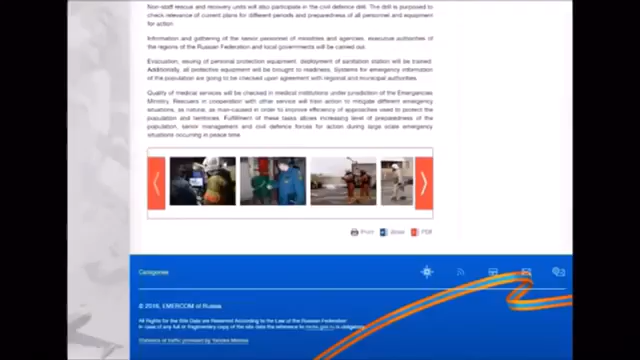 Non-staff rescue and recovery units will also participate in the civil defence drill. The drill is purposed to
check relevance of current plans for different periods and preparedness of all personnel and equipment
for action.
Information and gathering of the senior personnel of ministries and agencies, executive authorities of
the regions of the Russian Federation and local governments will be carried out.
Evacuation, issuing of personal protection equipment, deployment of sanitation station will be trained.
Additionally, all protective equipment will be brought to readiness. Systems for emergency information
of the population are going to be checked upon agreement with regional and municipal authorities.
Quality of medical services will be checked in medical institutions under jurisdiction of the Emergencies
Ministry. Rescuers in cooperation with other service will train action to mitigate different emergency
situations, as natural, as man-caused in order to improve efficiency of approaches used to protect the
population and territories. Fulfillment of these tasks allows increasing level of preparedness of the
population, senior management and civil defence forces for action during large scale emergency
situations occurring in peace time
Print PDF
Categories
© 2016, EMERCOM of Russia.
All Rights for the Site Data are Reserved According to the Law of the Russian Federation
In case of any full or fragmentary copy of the site data the reference to is obligatory
Statistics of traffic provided by Yandex Metrica